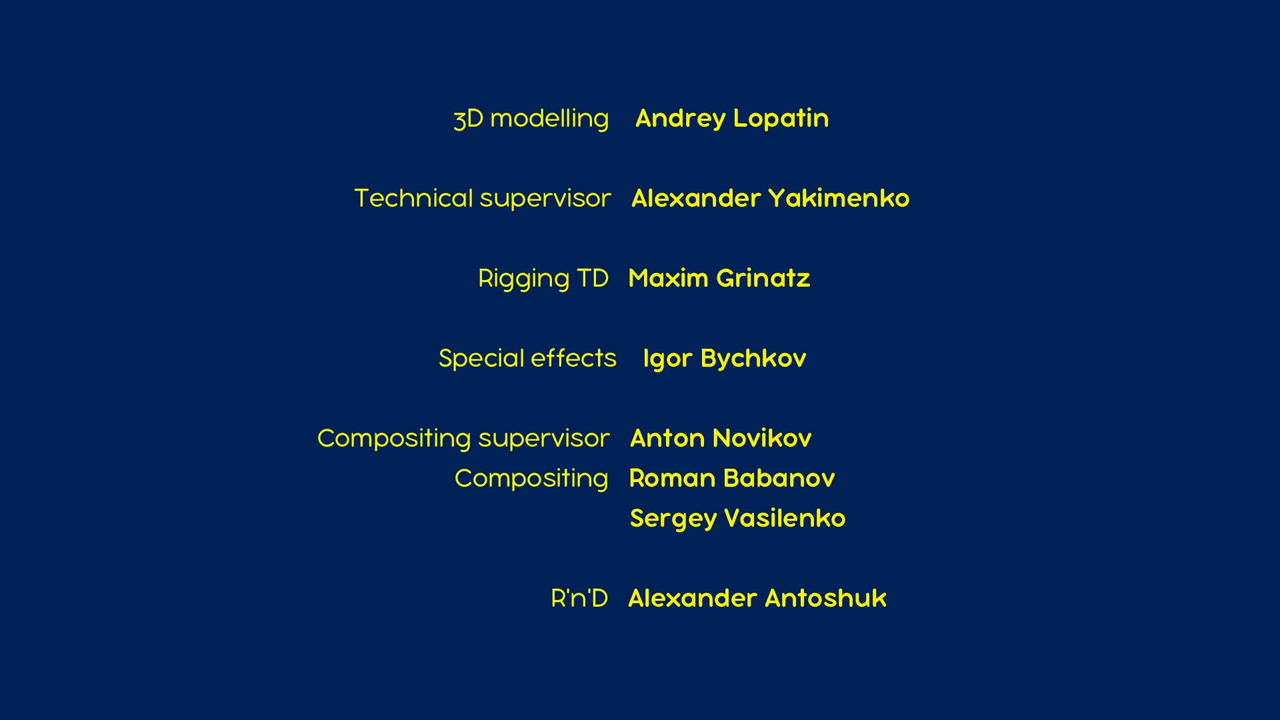 3D modelling Andrey Lopatin
Technical supervisor Alexander Yakimenko
Rigging TD Maxim Grinatz
Special effects Igor Bychkov
Compositing supervisor Anton Novikov
Compositing Roman Babanov
Sergey Vasilenko
R'n'D Alexander Antoshuk